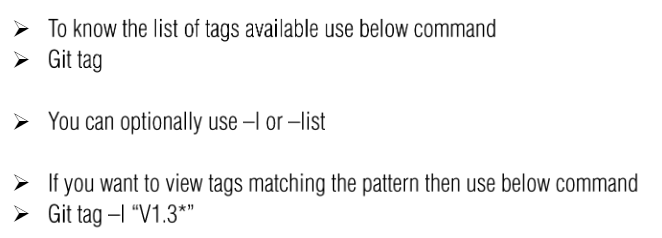 ➢ To know the list of tags available use below command
➢ Git tag
➢ You can optionally use –l or –list
➢ If you want to view tags matching the pattern then use below command
➢ Git tag –l “V1.3*”